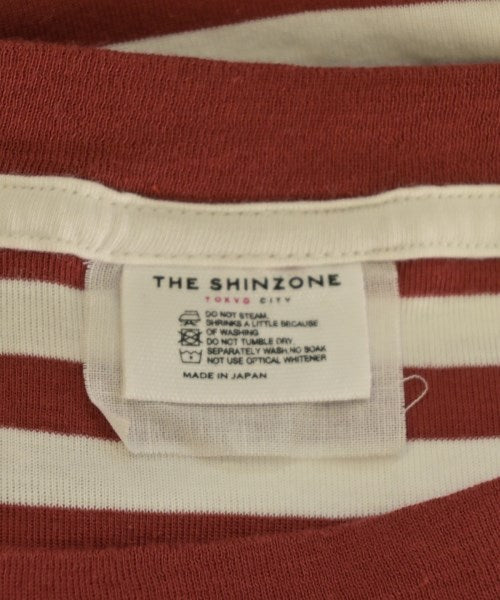 THE SHINZONE
TOKYO CITY
DO NOT STEAM.
SHRINKS A LITTLE BECAUSE
OF WASHING.
DO NOT TUMBLE DRY.
SEPARATELY WASH,NO SOAK
NOT USE OPTICAL WHITENER
MADE IN JAPAN